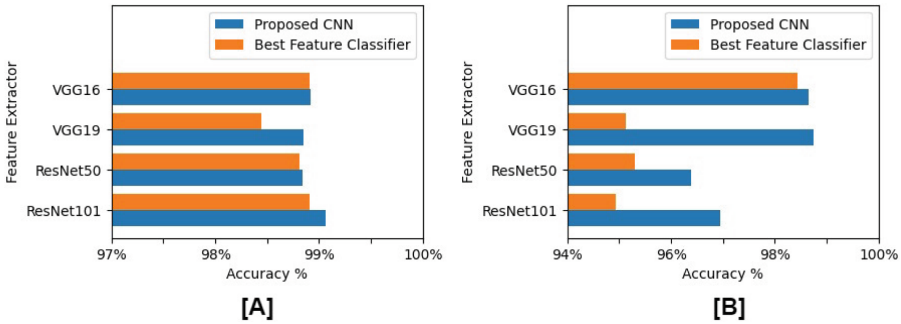 Proposed CNN
Best Feature Classifier
Feature Extractor
VGG16
VGG19
ResNet50
ResNet101
97%
98%
99%
100%
Accuracy %
[A]
Proposed CNN
Best Feature Classifier
Feature Extractor
VGG16
VGG19
ResNet50
ResNet101
94%
96%
98%
100%
Accuracy %
[B]